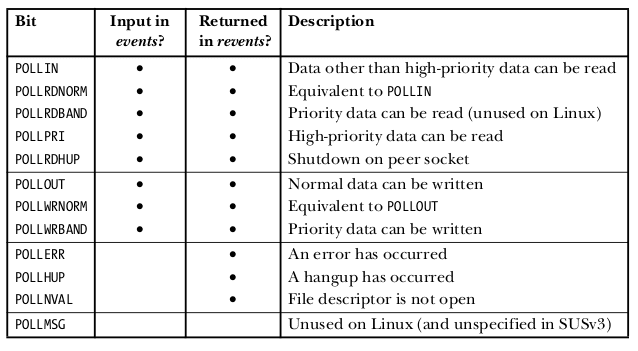 Bit Input in events? Returned in revents? Description
POLLIN • • Data other than high-priority data can be read
POLLRDNORM • • Equivalent to POLLIN
POLLRDBAND • • Priority data can be read (unused on Linux)
POLLPRI • • High-priority data can be read
POLLRDHUP • • Shutdown on peer socket
POLLOUT • • Normal data can be written
POLLWRNORM • • Equivalent to POLLOUT
POLLWRBAND • • Priority data can be written
POLLERR • An error has occurred
POLLHUP • A hangup has occurred
POLLNVAL • File descriptor is not open
POLLMSG Unused on Linux (and unspecified in SUSv3)